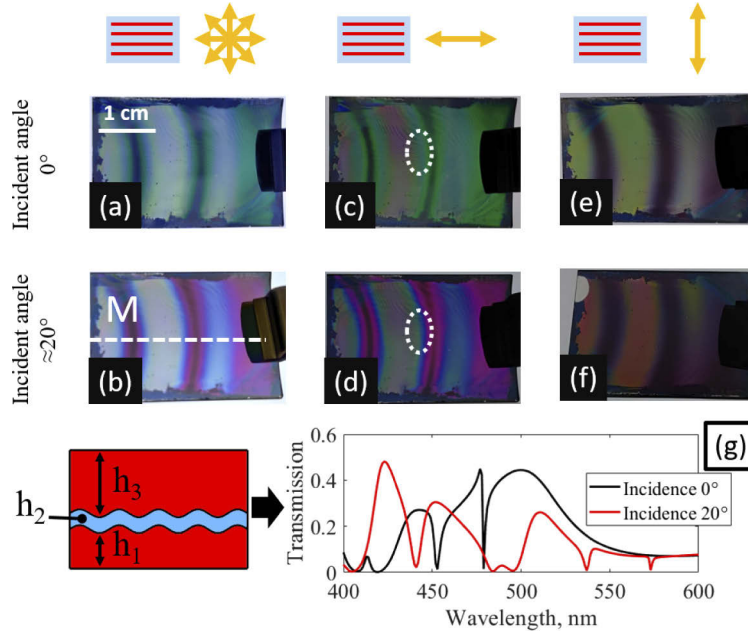 1 cm
Incident angle
0°
(a)
(c)
(e)
Incident angle
≈20°
M
(b)
(d)
(f)
(g)
h3
h2
h1
Transmission
0.6
0.4
0.2
0
Incidence 0°
Incidence 20°
400
450
500
550
600
Wavelength, nm